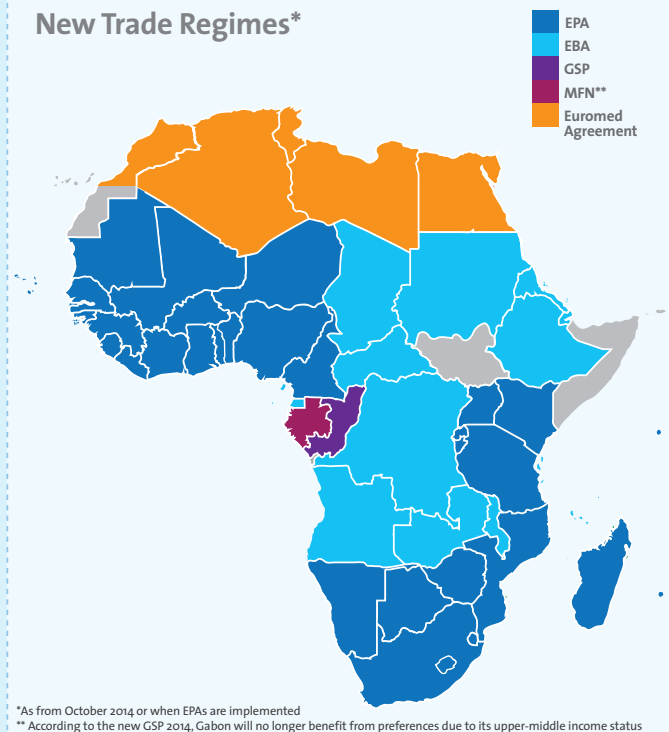 New Trade Regimes*
EPA
EBA
GSP
MFN**
Euromed
Agreement
*As from October 2014 or when EPAs are implemented
** According to the new GSP 2014, Gabon will no longer benefit from preferences due to its upper-middle income status